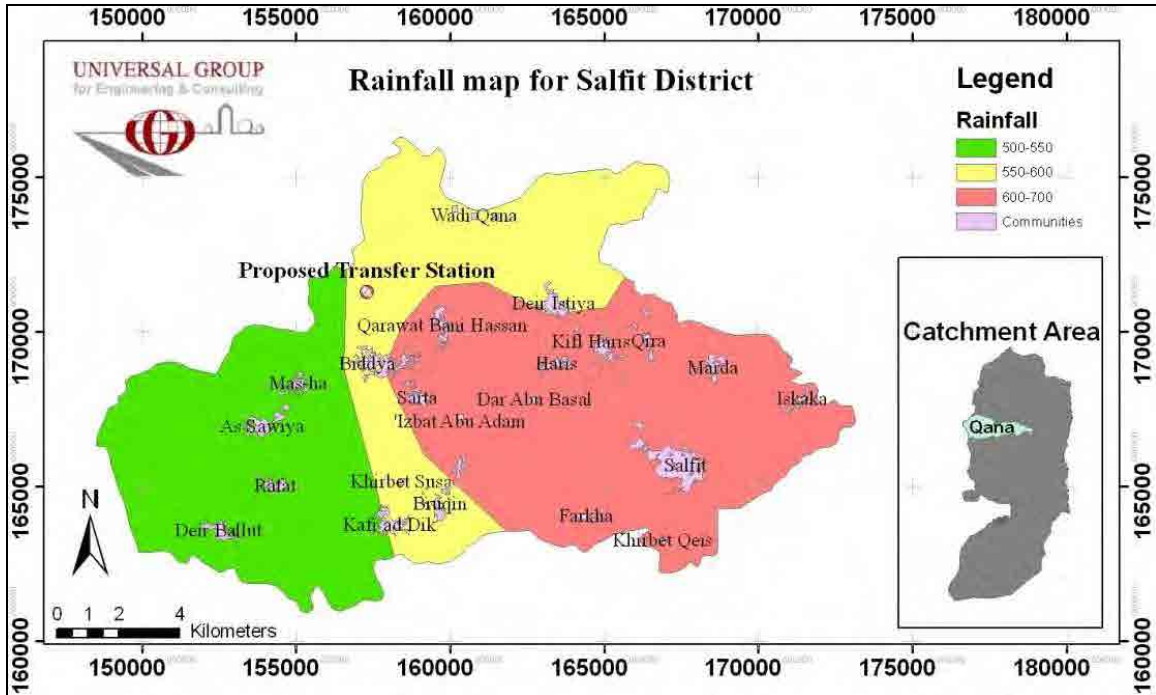 150000 155000 160000 165000 170000 175000 180000
UNIVERSAL GROUP
for Engineering & Consulting
Rainfall map for Salfit District
Legend
Rainfall
500-550
550-600
600-700
Communities
175000
175000
Wadi Qana
Proposed Transfer Station
Deir Istiya
Qarawat Bani Hassan
170000
170000
Kifl Haris
Qira
Biddya
Haris
Marda
Mas-ha
Sarta
Dar Abu Basal
Iskaka
'Izbat Abu Adam
As Sawiya
Salfit
Khirbet Susa
Rafat
165000
165000
Bruqin
Farkha
Kafr ad Dik
Deir Ballut
Khirbet Qeis
Catchment Area
Qana
N
0 1 2 4
Kilometers
160000
160000
150000 155000 160000 165000 170000 175000 180000